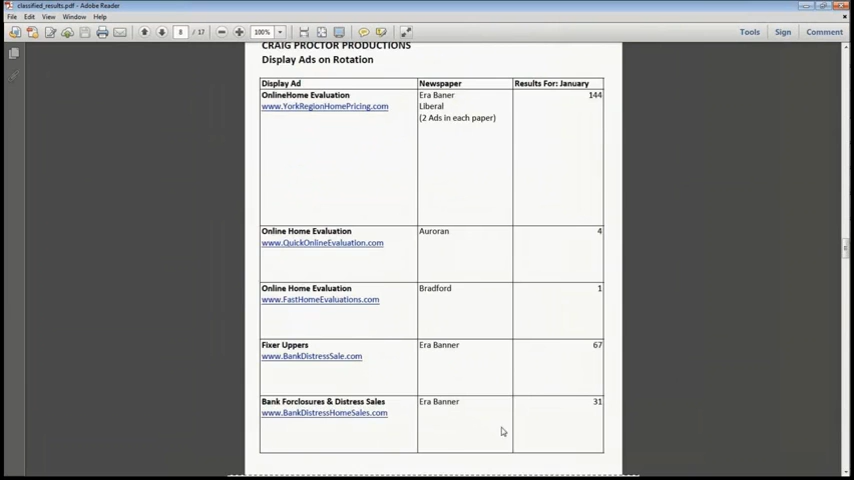 classified_results.pdf - Adobe Reader
File Edit View Window Help
8 / 17 100% Tools Sign Comment
CRAIG PROCTOR PRODUCTIONS
Display Ads on Rotation
Display Ad Newspaper Results For: January
OnlineHome Evaluation Era Baner 144
www.YorkRegionHomePricing.com Liberal
(2 Ads in each paper)
Online Home Evaluation Auroran 4
www.QuickOnlineEvaluation.com
Online Home Evaluation Bradford 1
www.FastHomeEvaluations.com
Fixer Uppers Era Banner 67
www.BankDistressSale.com
Bank Forclosures & Distress Sales Era Banner 31
www.BankDistressHomeSales.com